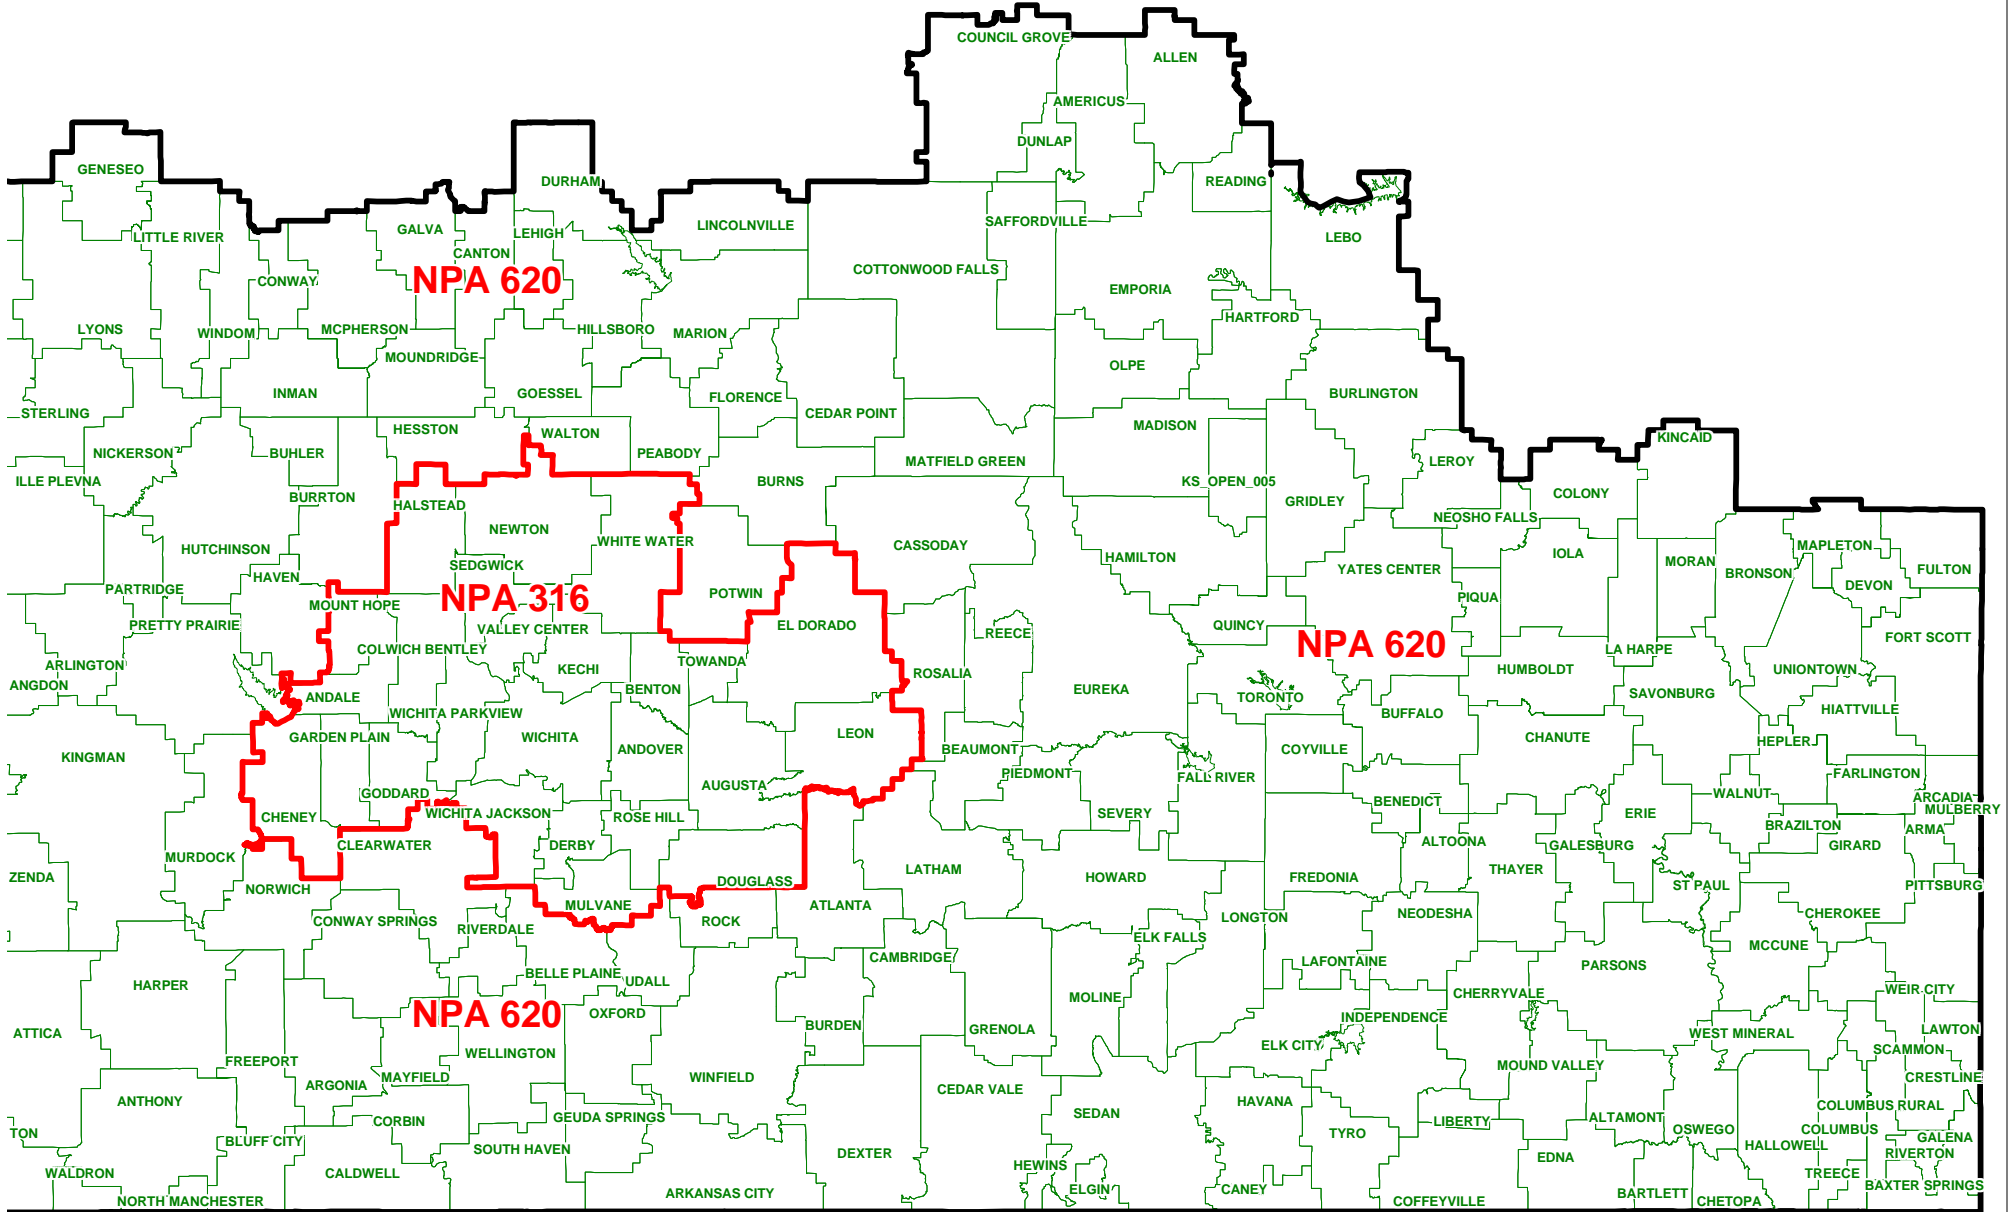 COUNCIL GROVE
ALLEN
AMERICUS
DUNLAP
GENESEO
DURHAM
READING
LITTLE RIVER
GALVA
LEHIGH
LINCOLNVILLE
SAFFORDVILLE
LEBO
CANTON
CONWAY
NPA 620
COTTONWOOD FALLS
EMPORIA
HARTFORD
LYONS
WINDOM
MCPHERSON
HILLSBORO
MARION
MOUNDRIDGE
OLPE
INMAN
GOESSEL
FLORENCE
BURLINGTON
STERLING
CEDAR POINT
HESSTON
WALTON
MADISON
KINCAID
NICKERSON
BUHLER
PEABODY
MATFIELD GREEN
LEROY
ILLE PLEVNA
BURRTON
BURNS
KS_OPEN_005
GRIDLEY
COLONY
HALSTEAD
NEWTON
NEOSHO FALLS
HUTCHINSON
WHITE WATER
CASSODAY
HAMILTON
IOLA
MORAN
MAPLETON
SEDGWICK
HAVEN
YATES CENTER
BRONSON
FULTON
PARTRIDGE
MOUNT HOPE
NPA 316
POTWIN
PIQUA
DEVON
PRETTY PRAIRIE
VALLEY CENTER
EL DORADO
REECE
QUINCY
NPA 620
FORT SCOTT
COLWICH BENTLEY
LA HARPE
ARLINGTON
KECHI
TOWANDA
ROSALIA
HUMBOLDT
UNIONTOWN
ANGDON
ANDALE
BENTON
EUREKA
TORONTO
SAVONBURG
WICHITA PARKVIEW
BUFFALO
HIATTVILLE
GARDEN PLAIN
WICHITA
ANDOVER
LEON
BEAUMONT
COYVILLE
CHANUTE
HEPLER
KINGMAN
PIEDMONT
FALL RIVER
FARLINGTON
AUGUSTA
GODDARD
WALNUT
ARCADIA
CHENEY
WICHITA JACKSON
ROSE HILL
SEVERY
BENEDICT
ERIE
MULBERRY
BRAZILTON
ARMA
CLEARWATER
DERBY
ALTOONA
GALESBURG
GIRARD
MURDOCK
ZENDA
NORWICH
DOUGLASS
LATHAM
HOWARD
FREDONIA
THAYER
ST PAUL
PITTSBURG
MULVANE
ATLANTA
CONWAY SPRINGS
RIVERDALE
ROCK
LONGTON
NEODESHA
CHEROKEE
ELK FALLS
MCCUNE
CAMBRIDGE
LAFONTAINE
PARSONS
HARPER
BELLE PLAINE
UDALL
MOLINE
CHERRYVALE
WEIR CITY
NPA 620
OXFORD
BURDEN
GRENOLA
INDEPENDENCE
ATTICA
WEST MINERAL
LAWTON
ELK CITY
FREEPORT
WELLINGTON
SCAMMON
MOUND VALLEY
ARGONIA
MAYFIELD
WINFIELD
CRESTLINE
CEDAR VALE
ANTHONY
HAVANA
COLUMBUS RURAL
CORBIN
GEUDA SPRINGS
SEDAN
LIBERTY
ALTAMONT
TON
TYRO
OSWEGO
COLUMBUS
BLUFF CITY
SOUTH HAVEN
HALLOWELL
GALENA
DEXTER
EDNA
RIVERTON
WALDRON
CALDWELL
HEWINS
TREECE
NORTH MANCHESTER
ARKANSAS CITY
ELGIN
CANEY
COFFEYVILLE
BARTLETT
CHETOPA
BAXTER SPRINGS